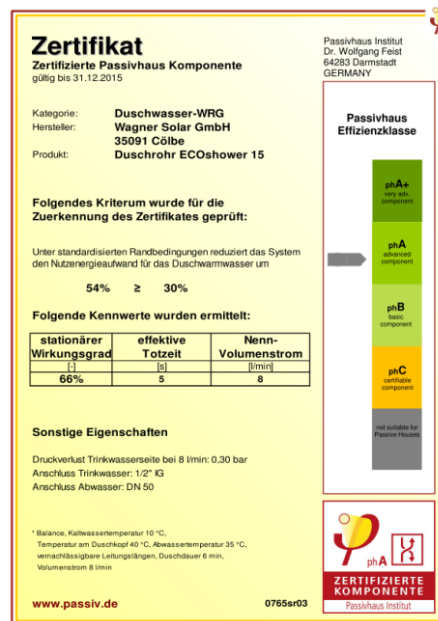 Zertifikat
Zertifizierte Passivhaus Komponente
gültig bis 31.12.2015
Passivhaus Institut
Dr. Wolfgang Feist
64283 Darmstadt
GERMANY
Kategorie: Duschwasser-WRG
Hersteller: Wagner Solar GmbH
35091 Cölbe
Produkt: Duschrohr ECOshower 15
Folgendes Kriterum wurde für die
Zuerkennung des Zertifikates geprüft:
Unter standardisierten Randbedingungen reduziert das System
den Nutzenergieaufwand für das Duschwarmwasser um
54% ≥ 30%
Folgende Kennwerte wurden ermittelt:
stationärer effektive Nenn-
Wirkungsgrad Totzeit Volumenstrom
[-] [s] [l/min]
66% 5 8
Sonstige Eigenschaften
Druckverlust Trinkwasserseite bei 8 l/min: 0,30 bar
Anschluss Trinkwasser: 1/2" IG
Anschluss Abwasser: DN 50
* Balance, Kaltwassertemperatur 10 °C,
Temperatur am Duschkopf 40 °C, Abwassertemperatur 35 °C,
vernachlässigbare Leitungslängen, Duschdauer 6 min,
Volumenstrom 8 l/min
www.passiv.de 0765sr03
Passivhaus
Effizienzklasse
phA+
very adv.
component
phA
advanced
component
phB
basic
component
phC
certifiable
component
not suitable for
Passive Houses
phA
ZERTIFIZIERTE
KOMPONENTE
Passivhaus Institut